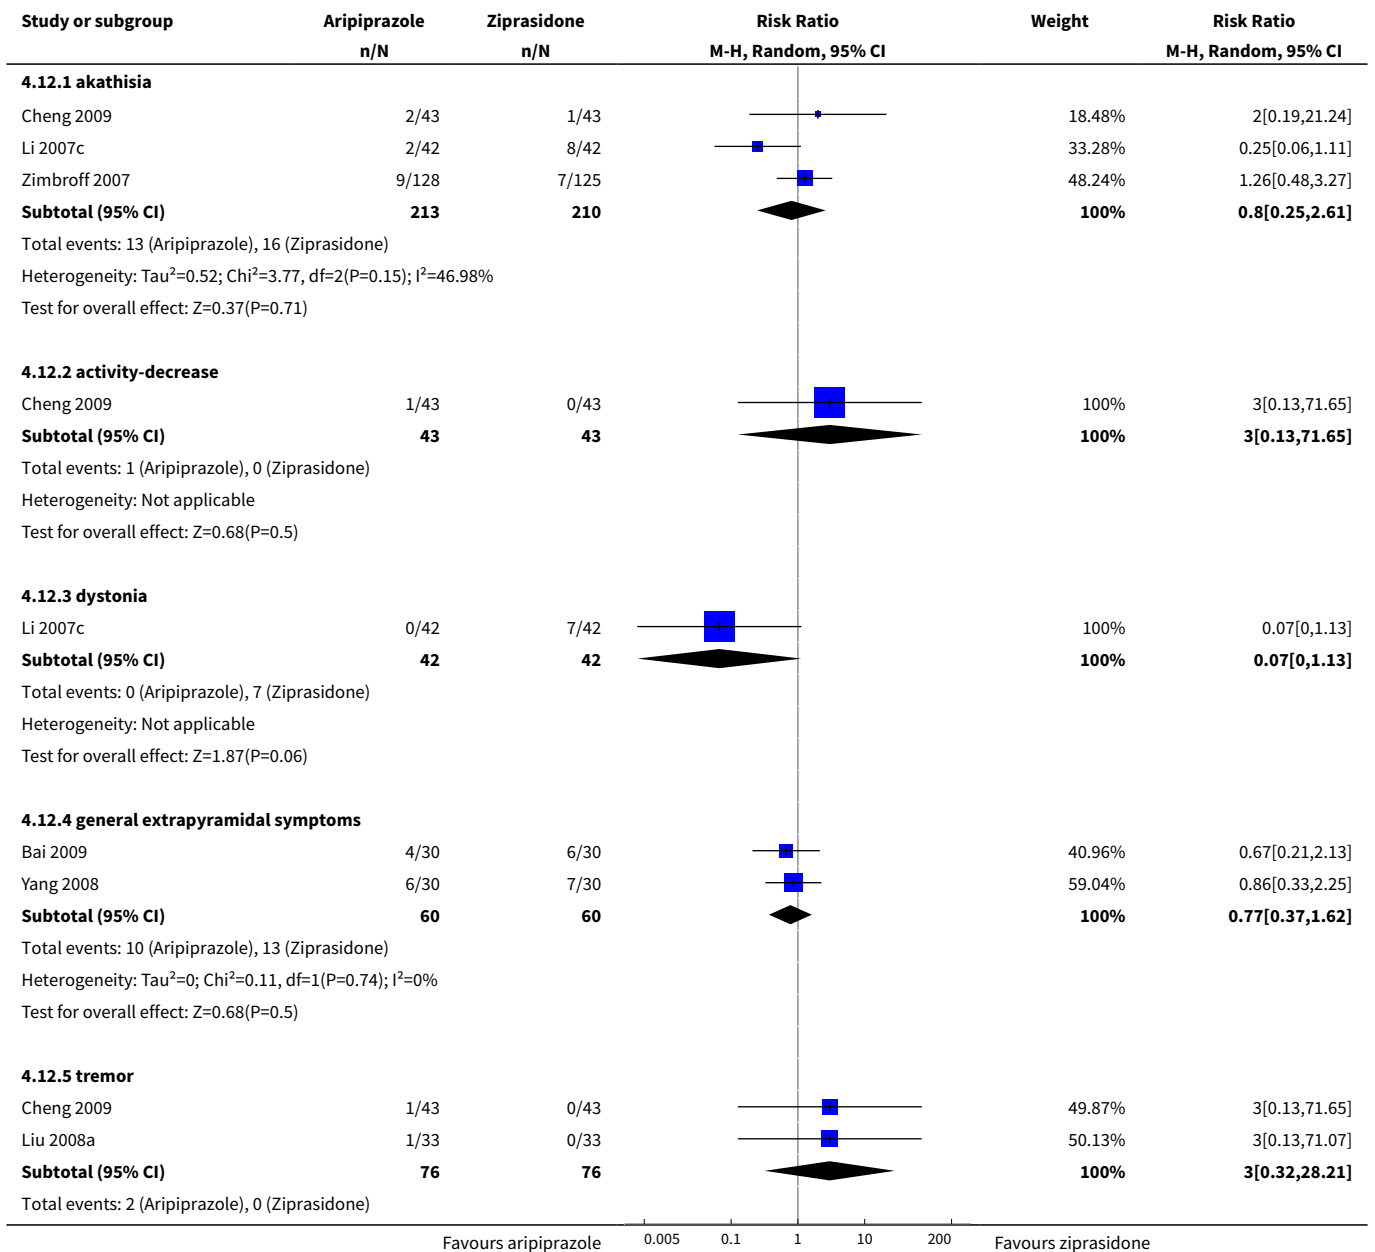 Study or subgroup Aripiprazole Ziprasidone Risk Ratio Weight Risk Ratio
n/N n/N M-H, Random, 95% CI M-H, Random, 95% CI
4.12.1 akathisia
Cheng 2009 2/43 1/43 18.48% 2[0.19,21.24]
Li 2007c 2/42 8/42 33.28% 0.25[0.06,1.11]
Zimbroff 2007 9/128 7/125 48.24% 1.26[0.48,3.27]
Subtotal (95% CI) 213 210 100% 0.8[0.25,2.61]
Total events: 13 (Aripiprazole), 16 (Ziprasidone)
Heterogeneity: Tau²=0.52; Chi²=3.77, df=2(P=0.15); I²=46.98%
Test for overall effect: Z=0.37(P=0.71)
4.12.2 activity-decrease
Cheng 2009 1/43 0/43 100% 3[0.13,71.65]
Subtotal (95% CI) 43 43 100% 3[0.13,71.65]
Total events: 1 (Aripiprazole), 0 (Ziprasidone)
Heterogeneity: Not applicable
Test for overall effect: Z=0.68(P=0.5)
4.12.3 dystonia
Li 2007c 0/42 7/42 100% 0.07[0,1.13]
Subtotal (95% CI) 42 42 100% 0.07[0,1.13]
Total events: 0 (Aripiprazole), 7 (Ziprasidone)
Heterogeneity: Not applicable
Test for overall effect: Z=1.87(P=0.06)
4.12.4 general extrapyramidal symptoms
Bai 2009 4/30 6/30 40.96% 0.67[0.21,2.13]
Yang 2008 6/30 7/30 59.04% 0.86[0.33,2.25]
Subtotal (95% CI) 60 60 100% 0.77[0.37,1.62]
Total events: 10 (Aripiprazole), 13 (Ziprasidone)
Heterogeneity: Tau²=0; Chi²=0.11, df=1(P=0.74); I²=0%
Test for overall effect: Z=0.68(P=0.5)
4.12.5 tremor
Cheng 2009 1/43 0/43 49.87% 3[0.13,71.65]
Liu 2008a 1/33 0/33 50.13% 3[0.13,71.07]
Subtotal (95% CI) 76 76 100% 3[0.32,28.21]
Total events: 2 (Aripiprazole), 0 (Ziprasidone)
Favours aripiprazole 0.005 0.1 1 10 200 Favours ziprasidone